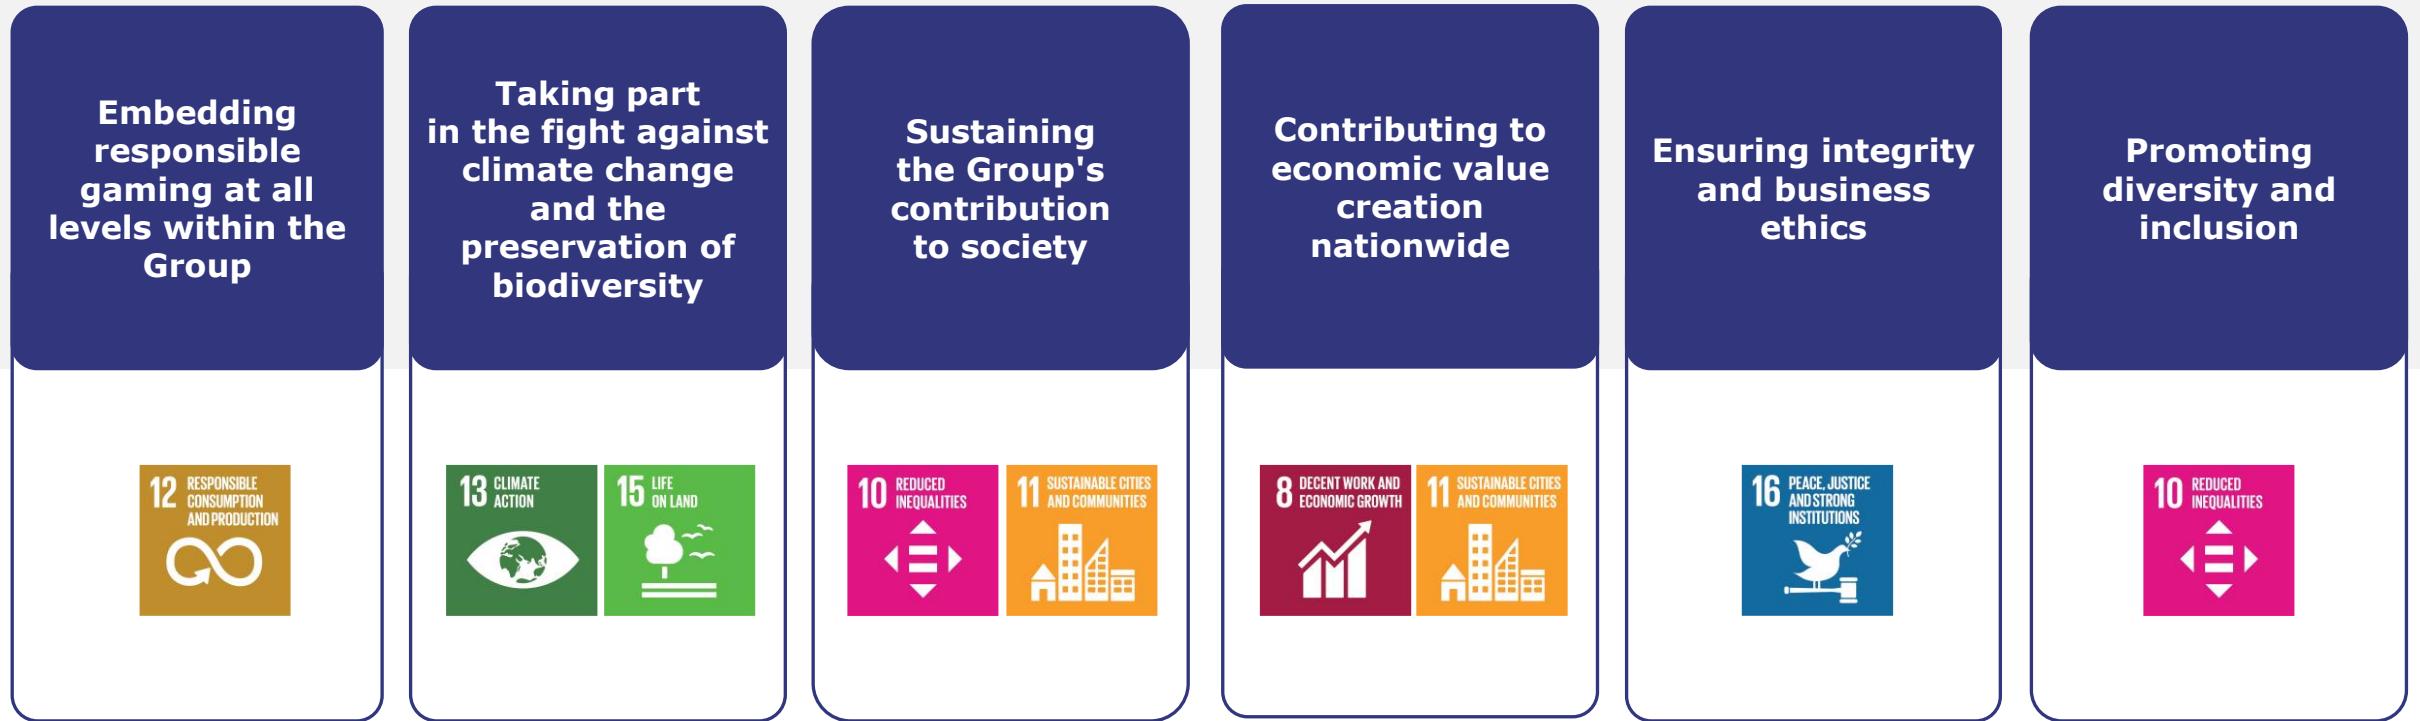 Embedding
responsible
gaming at all
levels within the
Group
Taking part
in the fight against
climate change
and the
preservation of
biodiversity
Sustaining
the Group's
contribution
to society
Contributing to
economic value
creation
nationwide
Ensuring integrity
and business
ethics
Promoting
diversity and
inclusion
12 RESPONSIBLE
CONSUMPTION
AND PRODUCTION
13 CLIMATE
ACTION
15 LIFE
ON LAND
10 REDUCED
INEQUALITIES
11 SUSTAINABLE CITIES
AND COMMUNITIES
8 DECENT WORK AND
ECONOMIC GROWTH
11 SUSTAINABLE CITIES
AND COMMUNITIES
16 PEACE, JUSTICE
AND STRONG
INSTITUTIONS
10 REDUCED
INEQUALITIES